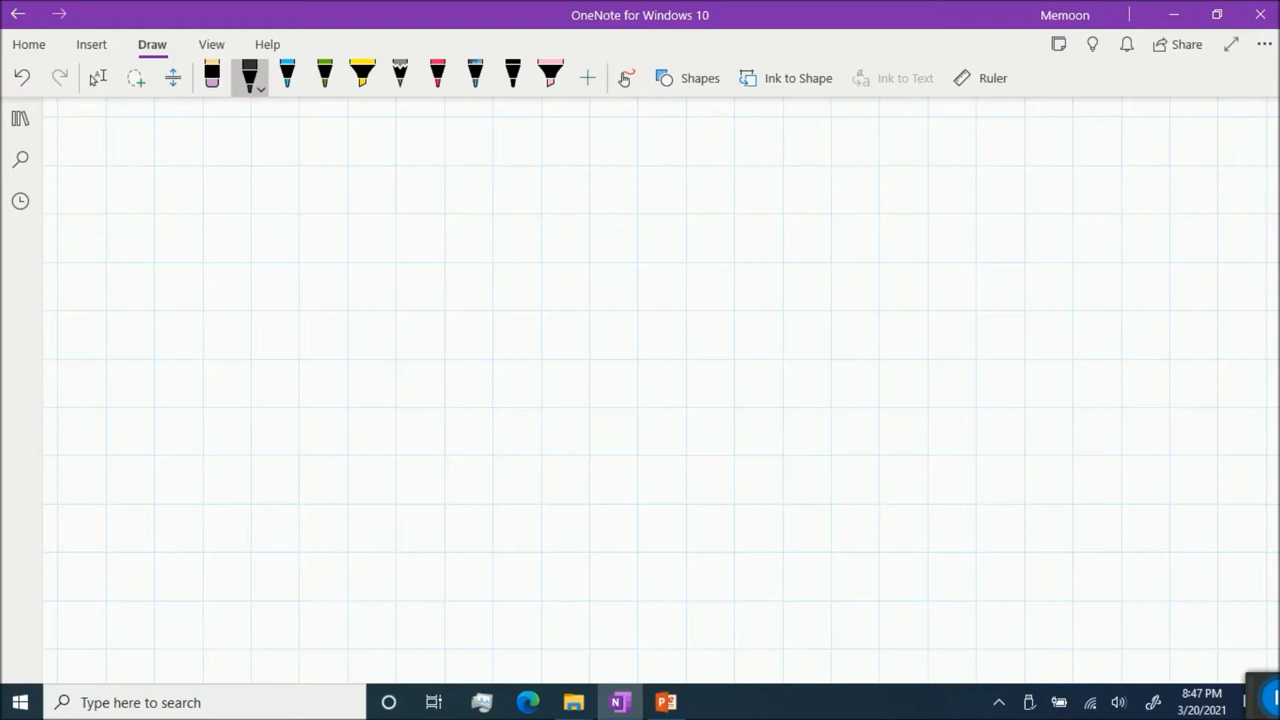 OneNote for Windows 10
Memoon
Home
Insert
Draw
View
Help
Share
Shapes
Ink to Shape
Ink to Text
Ruler
Type here to search
8:47 PM
3/20/2021